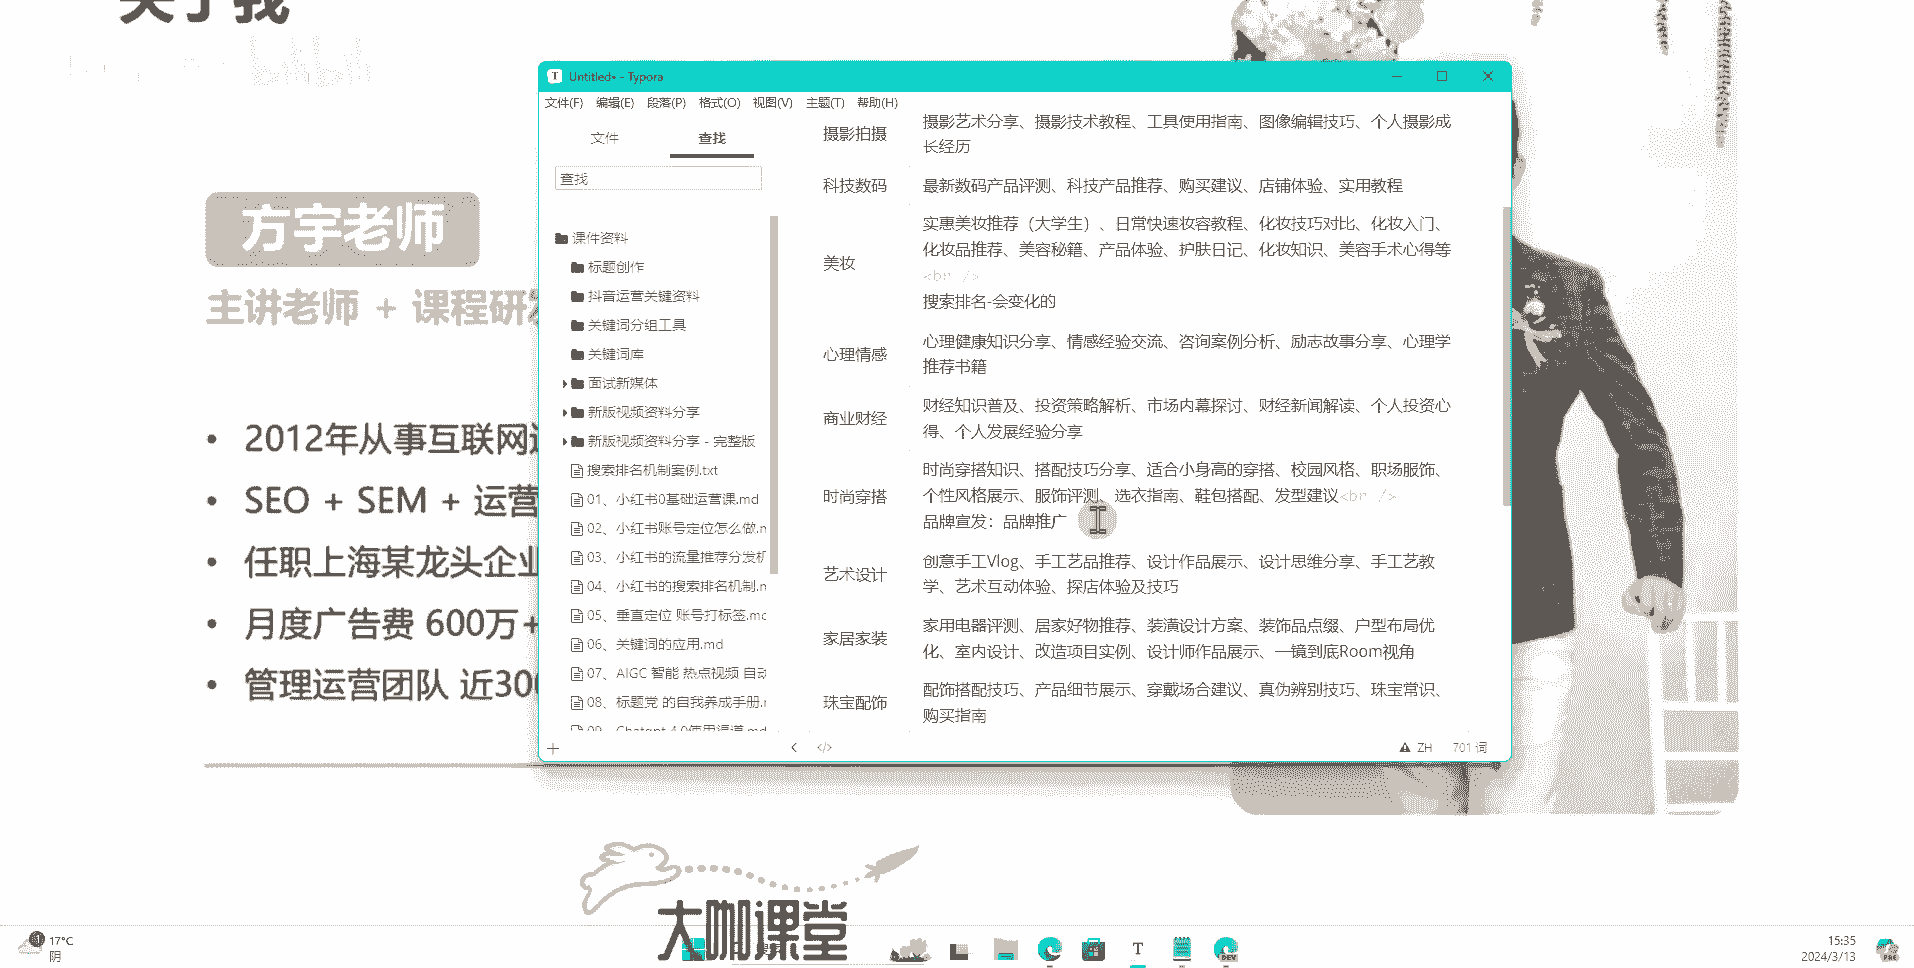 关于我
bilibili
方宇老师
主讲老师 + 课程研发
• 2012年从事互联网
• SEO + SEM + 运营
• 任职上海某龙头企业
• 月度广告费 600万+
• 管理运营团队 近300
Untitled• - Typora
文件(F) 编辑(E) 段落(P) 格式(O) 视图(V) 主题(T) 帮助(H)
文件 查找
查找
课件资料
标题创作
抖音运营关键资料
关键词分组工具
关键词库
面试新媒体
新版视频资料分享
新版视频资料分享 - 完整版
搜索排名机制案例.txt
01、小红书0基础运营课.md
02、小红书账号定位怎么做.m
03、小红书的流量推荐分发机
04、小红书的搜索排名机制.m
05、垂直定位 账号打标签.md
06、关键词的应用.md
07、AIGC 智能 热点视频 自动
08、标题党 的自我养成手册.m
09、Chatgpt 4.0使用渠道.md
摄影拍摄
摄影艺术分享、摄影技术教程、工具使用指南、图像编辑技巧、个人摄影成
长经历
科技数码
最新数码产品评测、科技产品推荐、购买建议、店铺体验、实用教程
美妆
实惠美妆推荐（大学生）、日常快速妆容教程、化妆技巧对比、化妆入门、
化妆品推荐、美容秘籍、产品体验、护肤日记、化妆知识、美容手术心得等
<br />
搜索排名-会变化的
心理情感
心理健康知识分享、情感经验交流、咨询案例分析、励志故事分享、心理学
推荐书籍
商业财经
财经知识普及、投资策略解析、市场内幕探讨、财经新闻解读、个人投资心
得、个人发展经验分享
时尚穿搭
时尚穿搭知识、搭配技巧分享、适合小身高的穿搭、校园风格、职场服饰、
个性风格展示、服饰评测、选衣指南、鞋包搭配、发型建议<br />
品牌宣发：品牌推广
艺术设计
创意手工Vlog、手工艺品推荐、设计作品展示、设计思维分享、手工艺教
学、艺术互动体验、探店体验及技巧
家居家装
家用电器评测、居家好物推荐、装潢设计方案、装饰品点缀、户型布局优
化、室内设计、改造项目实例、设计师作品展示、一镜到底Room视角
珠宝配饰
配饰搭配技巧、产品细节展示、穿戴场合建议、真伪辨别技巧、珠宝常识、
购买指南
</> ZH 701 词
大咖课堂
17°C
阴
15:35
2024/3/13